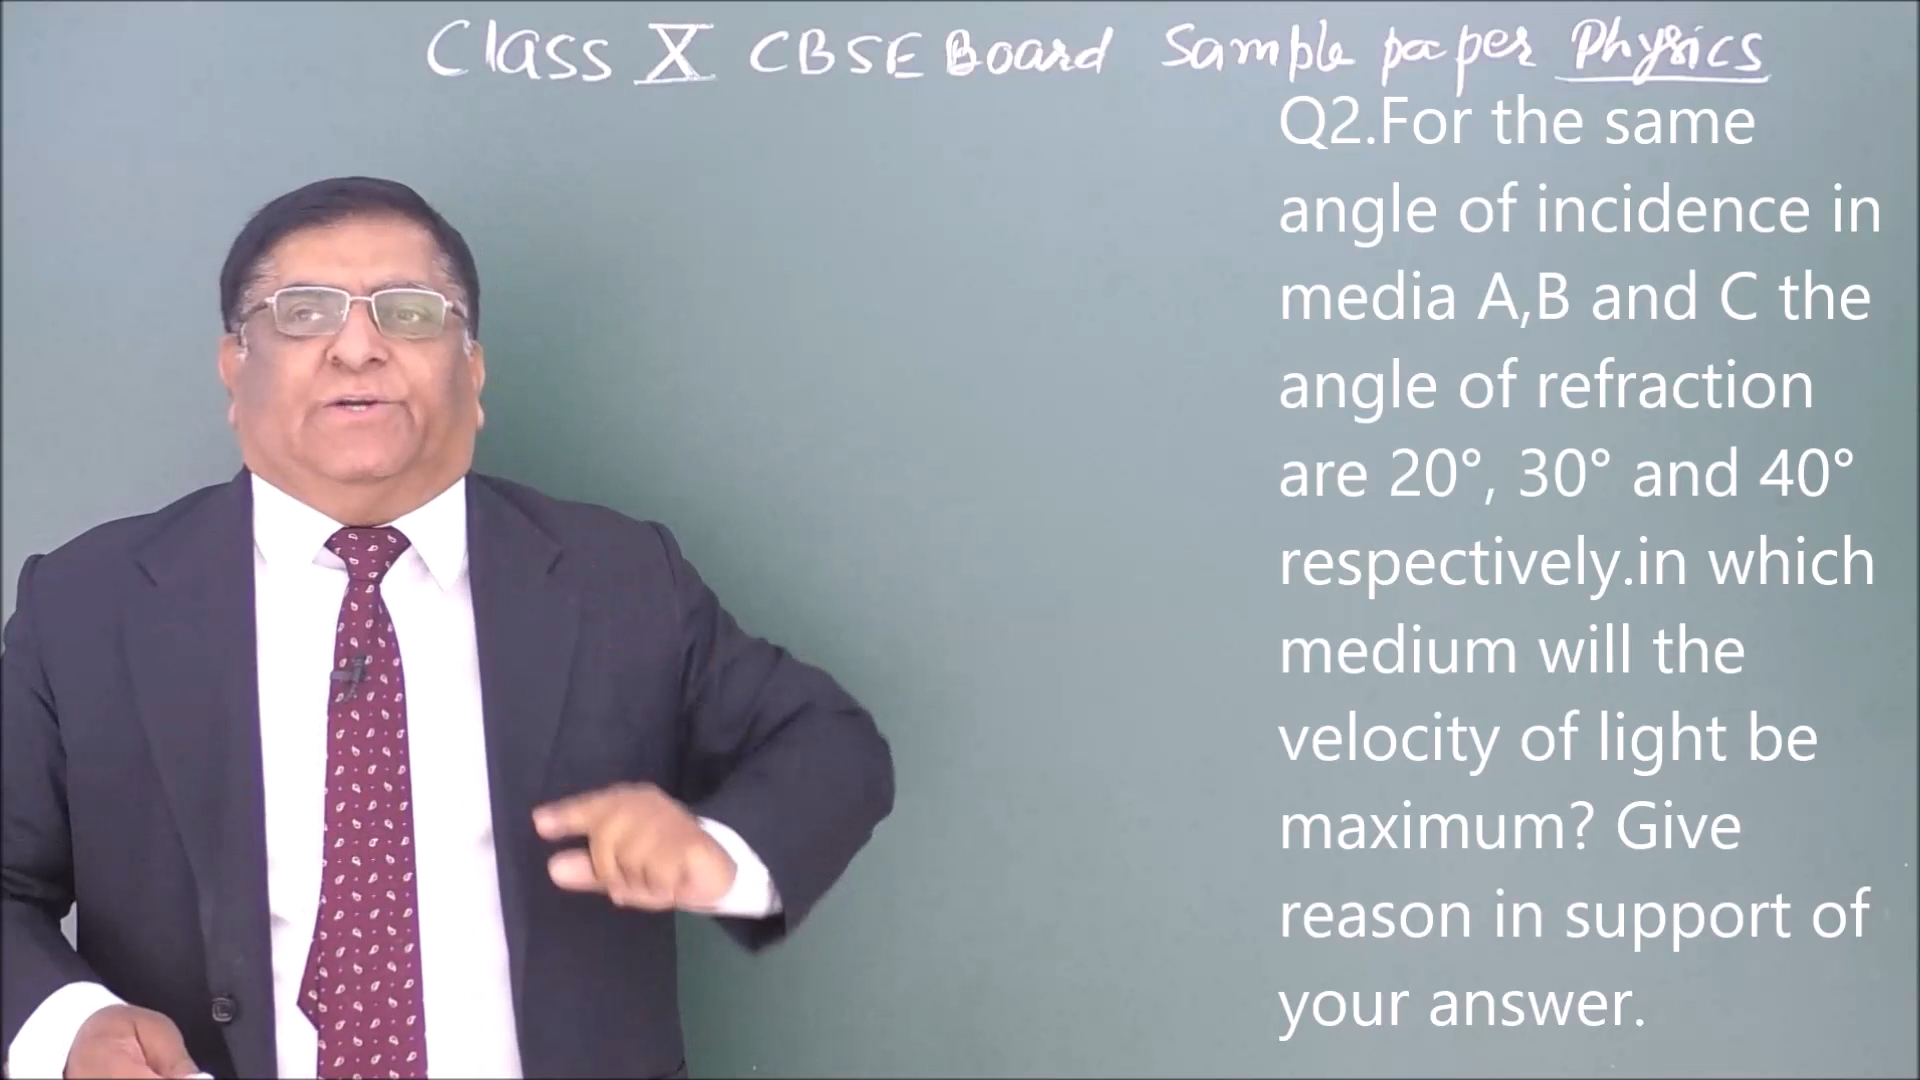 Class X CBSE Board Sample paper Physics
Q2.For the same
angle of incidence in
media A,B and C the
angle of refraction
are 20°, 30° and 40°
respectively.in which
medium will the
velocity of light be
maximum? Give
reason in support of
your answer.